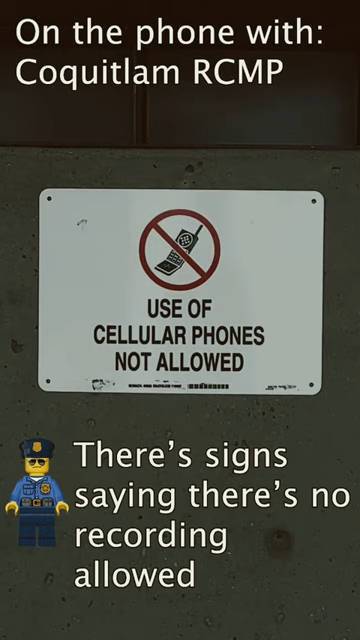 On the phone with:
Coquitlam RCMP
USE OF
CELLULAR PHONES
NOT ALLOWED
There's signs
saying there's no
recording
allowed